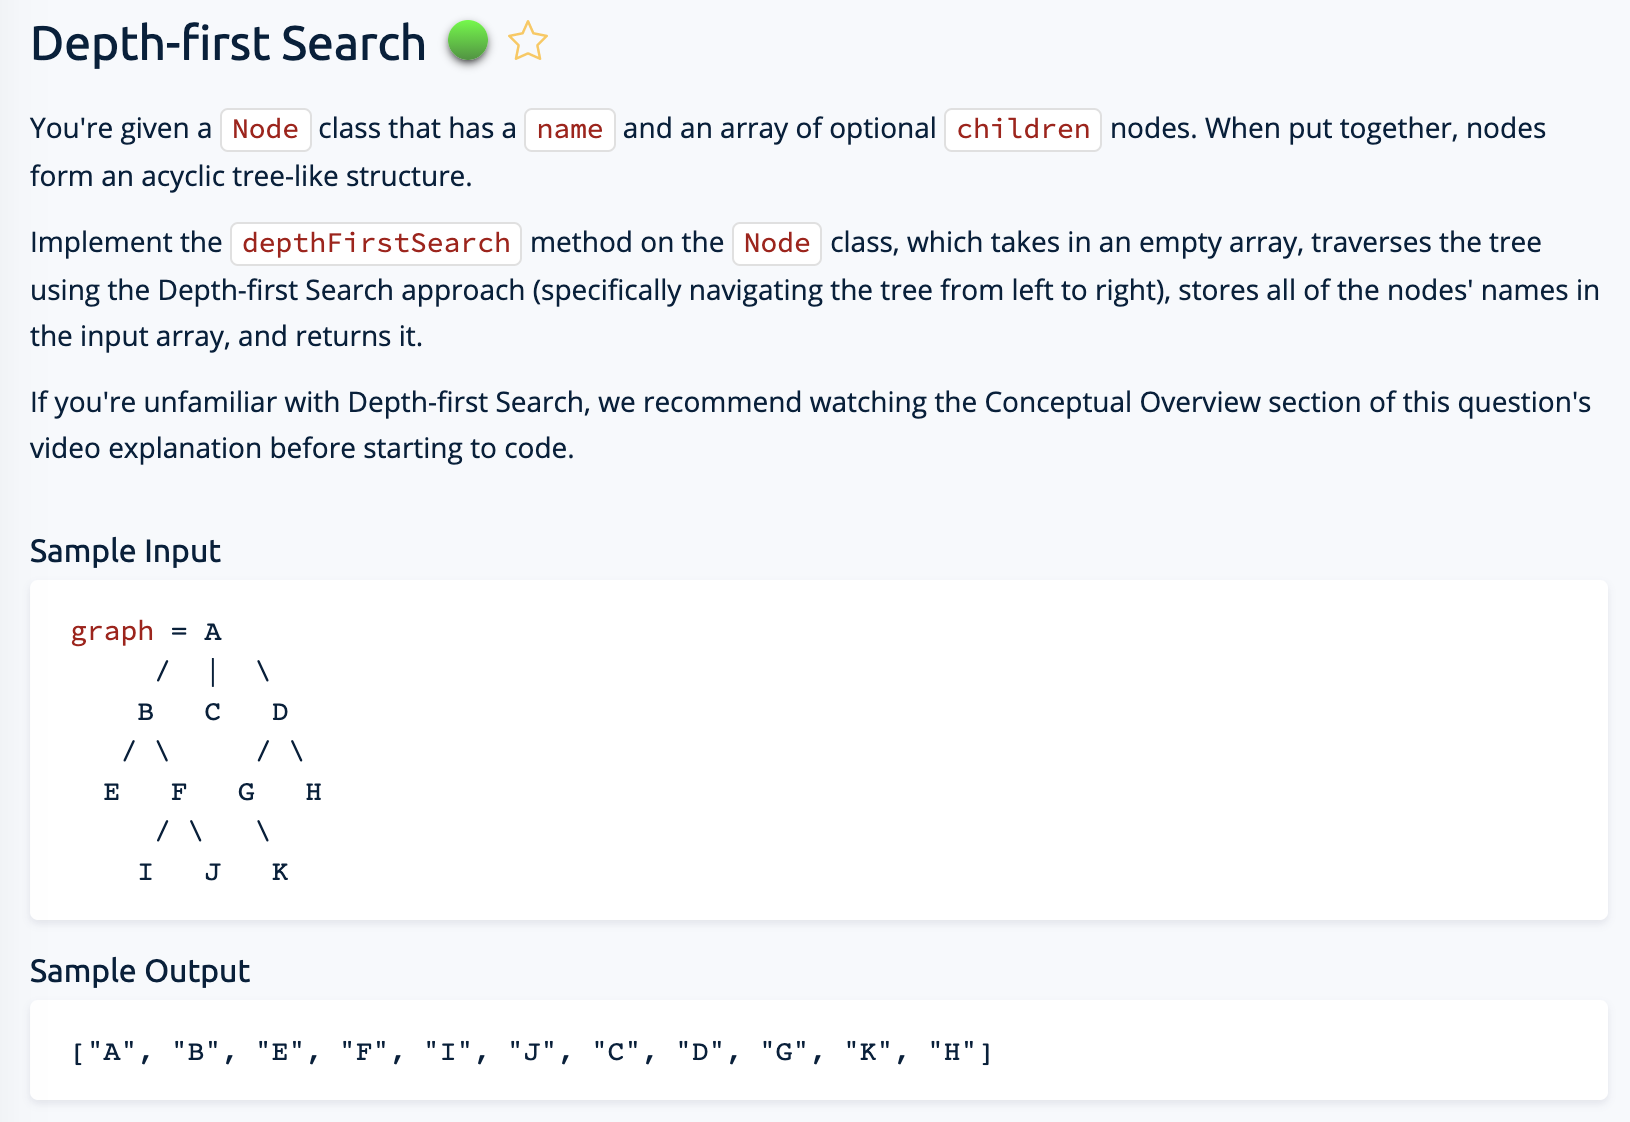 Depth-first Search
You're given a Node class that has a name and an array of optional children nodes. When put together, nodes
form an acyclic tree-like structure.
Implement the depthFirstSearch method on the Node class, which takes in an empty array, traverses the tree
using the Depth-first Search approach (specifically navigating the tree from left to right), stores all of the nodes' names in
the input array, and returns it.
If you're unfamiliar with Depth-first Search, we recommend watching the Conceptual Overview section of this question's
video explanation before starting to code.
Sample Input
graph = A
     /  |  \
    B   C   D
   / \     / \
  E   F   G   H
     / \   \
    I   J   K
Sample Output
["A", "B", "E", "F", "I", "J", "C", "D", "G", "K", "H"]